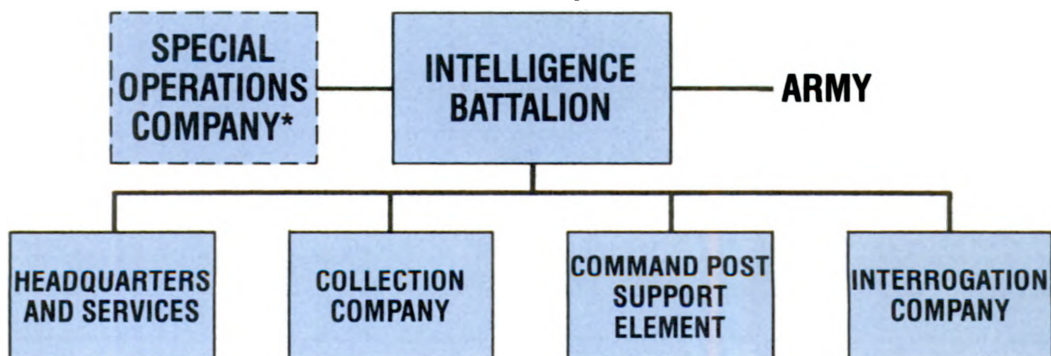 SPECIAL
OPERATIONS
COMPANY*
INTELLIGENCE
BATTALION
ARMY
HEADQUARTERS
AND SERVICES
COLLECTION
COMPANY
COMMAND POST
SUPPORT
ELEMENT
INTERROGATION
COMPANY